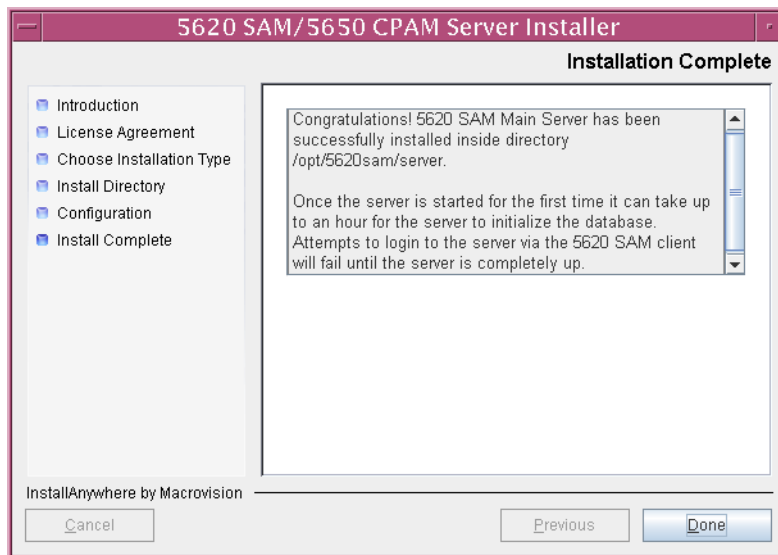 5620 SAM/5650 CPAM Server Installer
Installation Complete
Introduction
License Agreement
Choose Installation Type
Install Directory
Configuration
Install Complete
Congratulations! 5620 SAM Main Server has been
successfully installed inside directory
/opt/5620sam/server.
Once the server is started for the first time it can take up
to an hour for the server to initialize the database.
Attempts to login to the server via the 5620 SAM client
will fail until the server is completely up.
InstallAnywhere by Macrovision
Cancel
Previous
Done